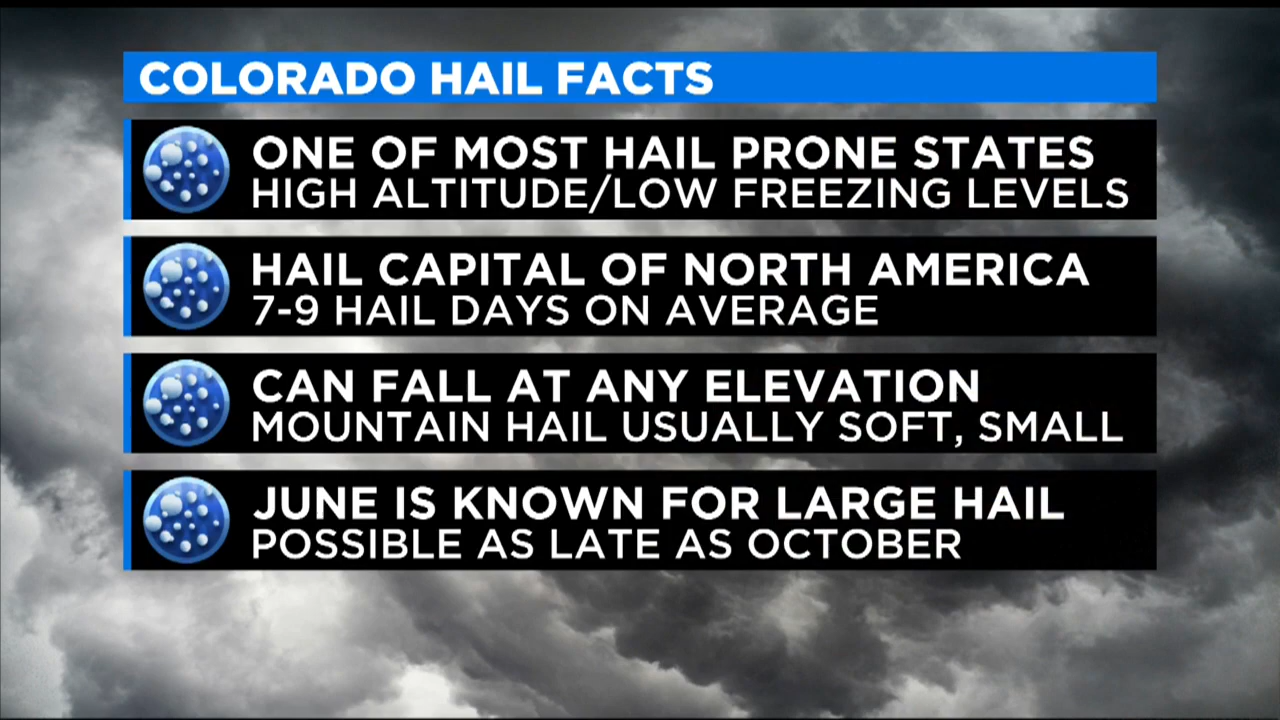 COLORADO HAIL FACTS
ONE OF MOST HAIL PRONE STATES
HIGH ALTITUDE/LOW FREEZING LEVELS
HAIL CAPITAL OF NORTH AMERICA
7-9 HAIL DAYS ON AVERAGE
CAN FALL AT ANY ELEVATION
MOUNTAIN HAIL USUALLY SOFT, SMALL
JUNE IS KNOWN FOR LARGE HAIL
POSSIBLE AS LATE AS OCTOBER